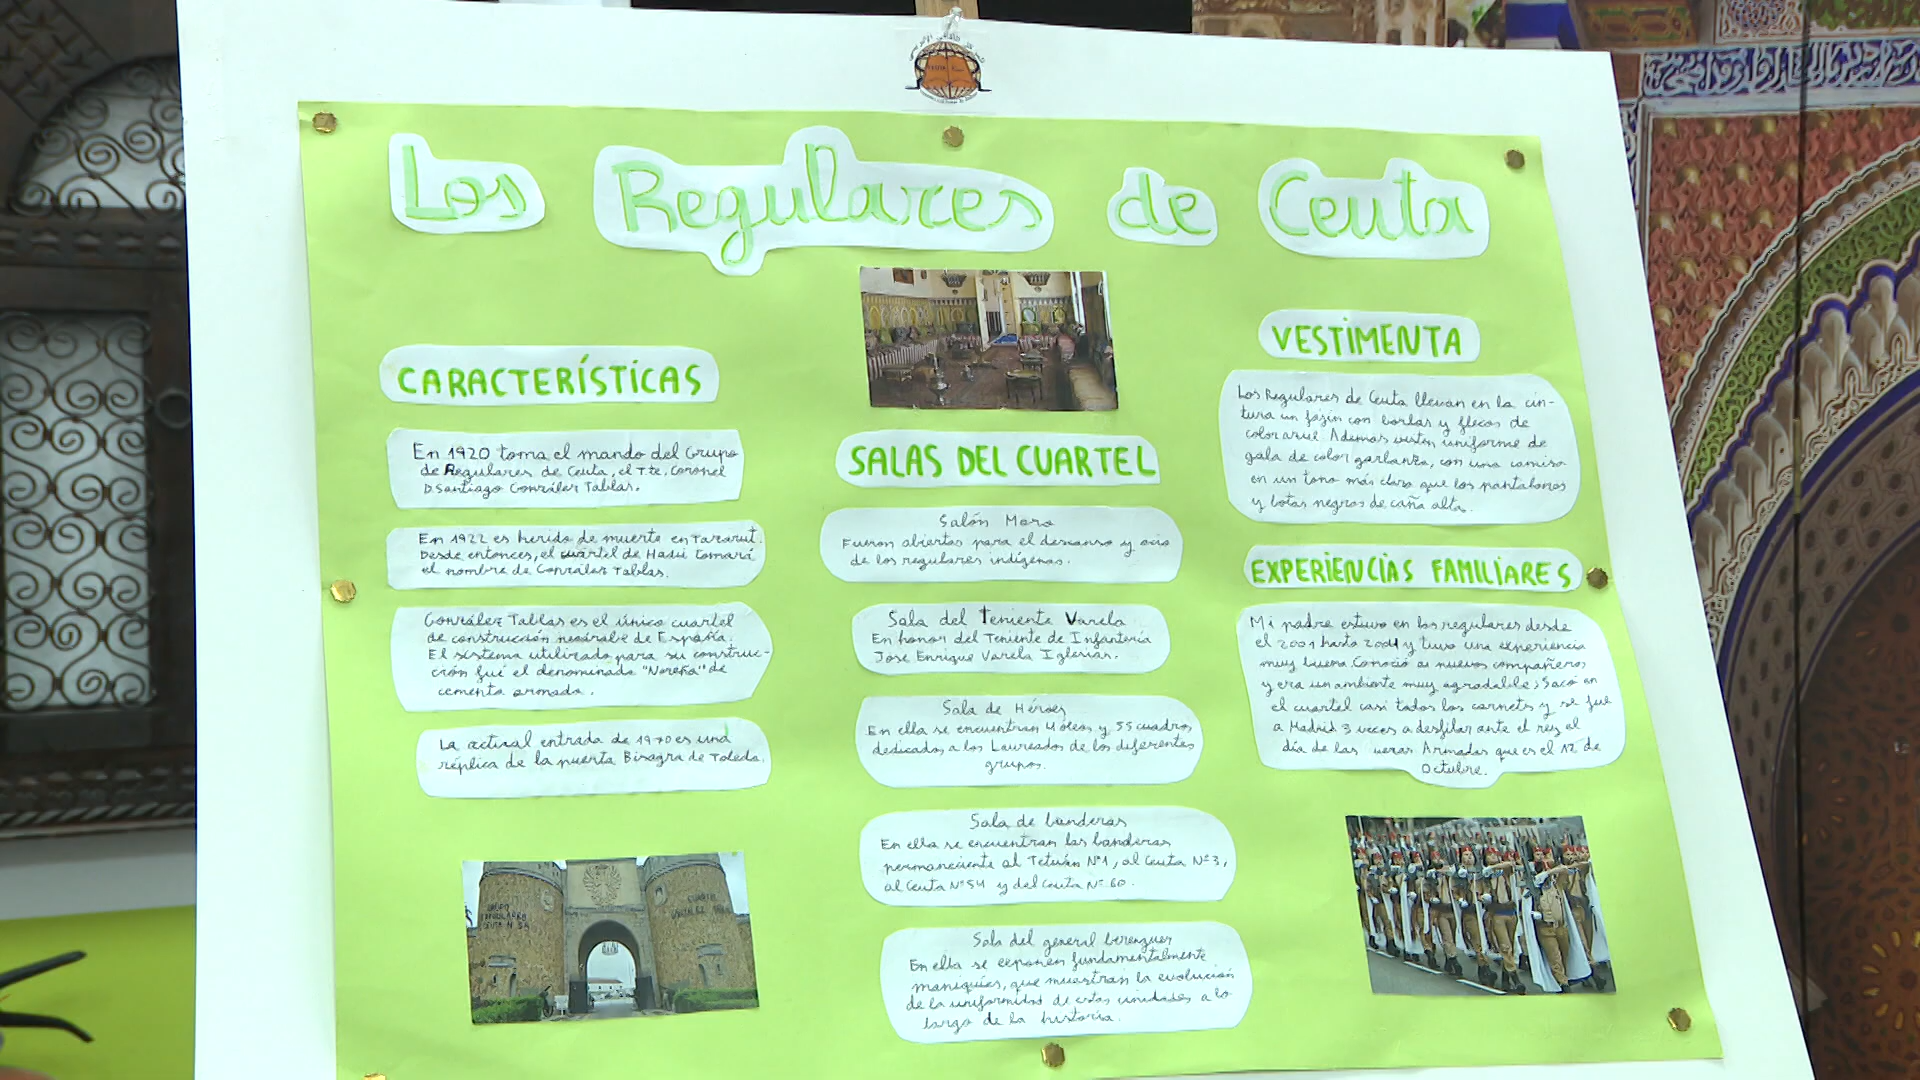 Los Regulares de Ceuta
CARACTERÍSTICAS
En 1920 toma el mando del Grupo
de Regulares de Ceuta, el Tte. Coronel
D. Santiago González Tablas.
En 1922 es herido de muerte en Tazarut.
Desde entonces, el cuartel de Hadú tomará
el nombre de González Tablas.
González Tablas es el único cuartel
de construcción neoárabe de España.
El sistema utilizado para su construc-
ción fué el denominado "Noreña" de
cemento armado.
La actual entrada de 1970 es una
réplica de la puerta Bisagra de Toledo.
SALAS DEL CUARTEL
Salón Moro
Fueron abiertos para el descanso y ocio
de los regulares indígenas.
Sala del Teniente Varela
En honor del Teniente de Infantería
José Enrique Varela Iglesias.
Sala de Héroes
En ella se encuentran 4 óleos y 55 cuadros
dedicados a los Laureados de los diferentes
grupos.
Sala de banderas
En ella se encuentran las banderas
permaneciente al Tetuán Nº1, al Ceuta Nº3,
al Ceuta Nº54 y del Ceuta Nº 60.
Sala del general berenguer
En ella se exponen fundamentalmente
maniquíes, que muestran la evolución
de la uniformidad de estas unidades a lo
largo de la historia.
VESTIMENTA
Los Regulares de Ceuta llevan en la cin-
tura un fajín con borlas y flecos de
color azul. Además visten uniforme de
gala de color garbanzo, con una camisa
en un tono más claro que los pantalones
y botas negras de caña alta.
EXPERIENCIAS FAMILIARES
Mi padre estuvo en los regulares desde
el 2001 hasta y tuvo una experiencia
muy buena. Conoció a nuevos compañeros
y era un ambiente muy agradable; Sacó en
el cuartel casi todos los carnets y se fue
a Madrid 3 veces a desfilar ante el rey el
día de las Armadas que es el 12 de
Octubre.